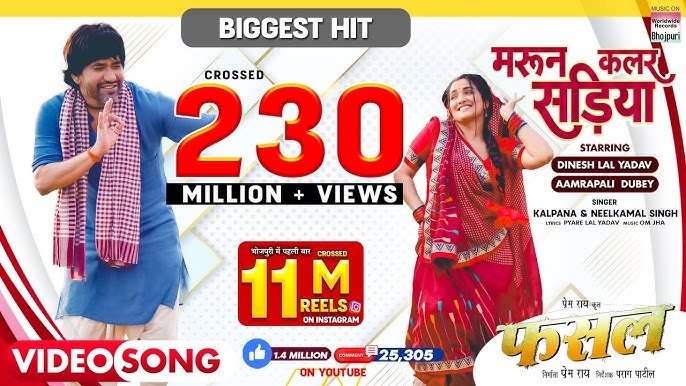 MUSIC ON
Worldwide
Records
Bhojpuri
BIGGEST HIT
मरून कलर
सड़िया
CROSSED
230
MILLION + VIEWS
STARRING
DINESH LAL YADAV
AAMRAPALI DUBEY
SINGER
KALPANA & NEELKAMAL SINGH
LYRICS PYARE LAL YADAV MUSIC OM JHA
भोजपुरी में पहली बार CROSSED
11 M
REELS
ON INSTAGRAM
प्रेम राय कृत
फसल
निर्माता प्रेम राय निर्देशक पराग पाटील
VIDEO SONG
1.4 MILLION COMMENT 25,305
ON YOUTUBE